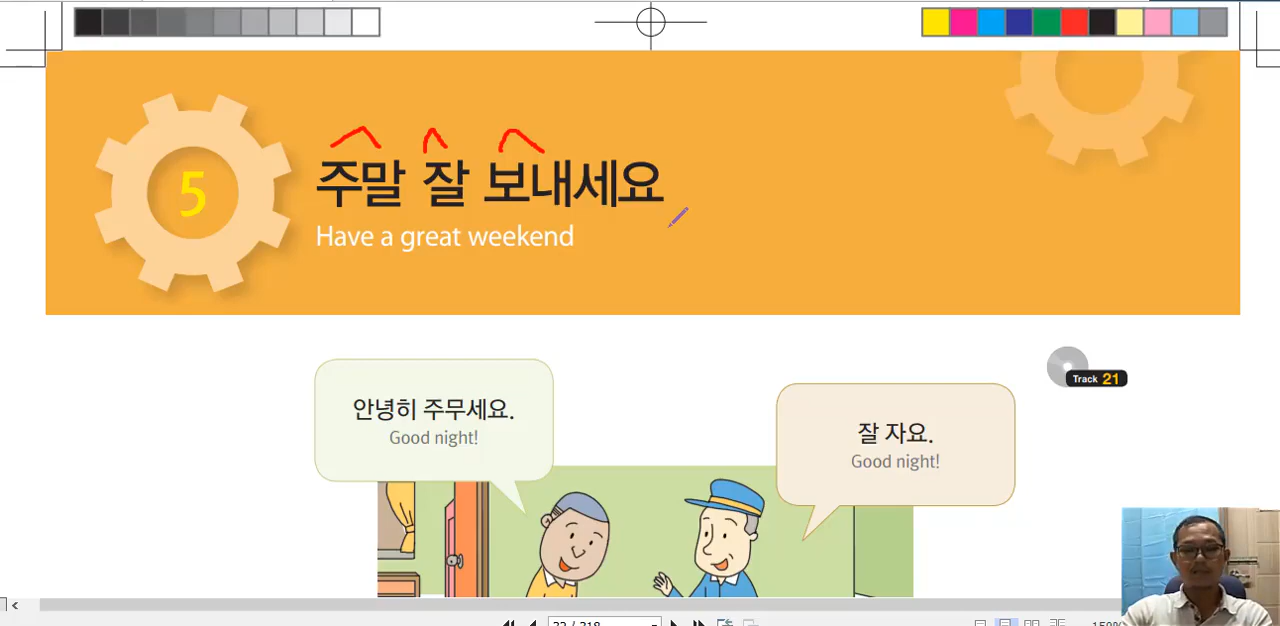 5
주말 잘 보내세요
Have a great weekend
Track 21
안녕히 주무세요.
Good night!
잘 자요.
Good night!